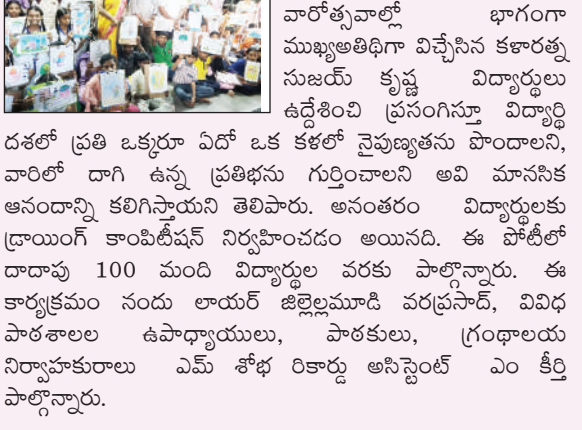 వారోత్సవాల్లో భాగంగా
ముఖ్యఅతిథిగా విచ్చేసిన కళారత్న
సుజయ్ కృష్ణ విద్యార్థులు
ఉద్దేశించి ప్రసంగిస్తూ విద్యార్థి
దశలో ప్రతి ఒక్కరూ ఏదో ఒక కళలో నైపుణ్యతను పొందాలని,
వారిలో దాగి ఉన్న ప్రతిభను గుర్తించాలని అవి మానసిక
ఆనందాన్ని కలిగిస్తాయని తెలిపారు. అనంతరం విద్యార్థులకు
డ్రాయింగ్ కాంపిటీషన్ నిర్వహించడం అయినది. ఈ పోటీలో
దాదాపు 100 మంది విద్యార్థుల వరకు పాల్గొన్నారు. ఈ
కార్యక్రమం నందు లాయర్ జిల్లెల్లమూడి వరప్రసాద్, వివిధ
పాఠశాలల ఉపాధ్యాయులు, పాఠకులు, గ్రంథాలయ
నిర్వాహకురాలు ఎమ్ శోభ రికార్డు అసిస్టెంట్ ఎం కీర్తి
పాల్గొన్నారు.